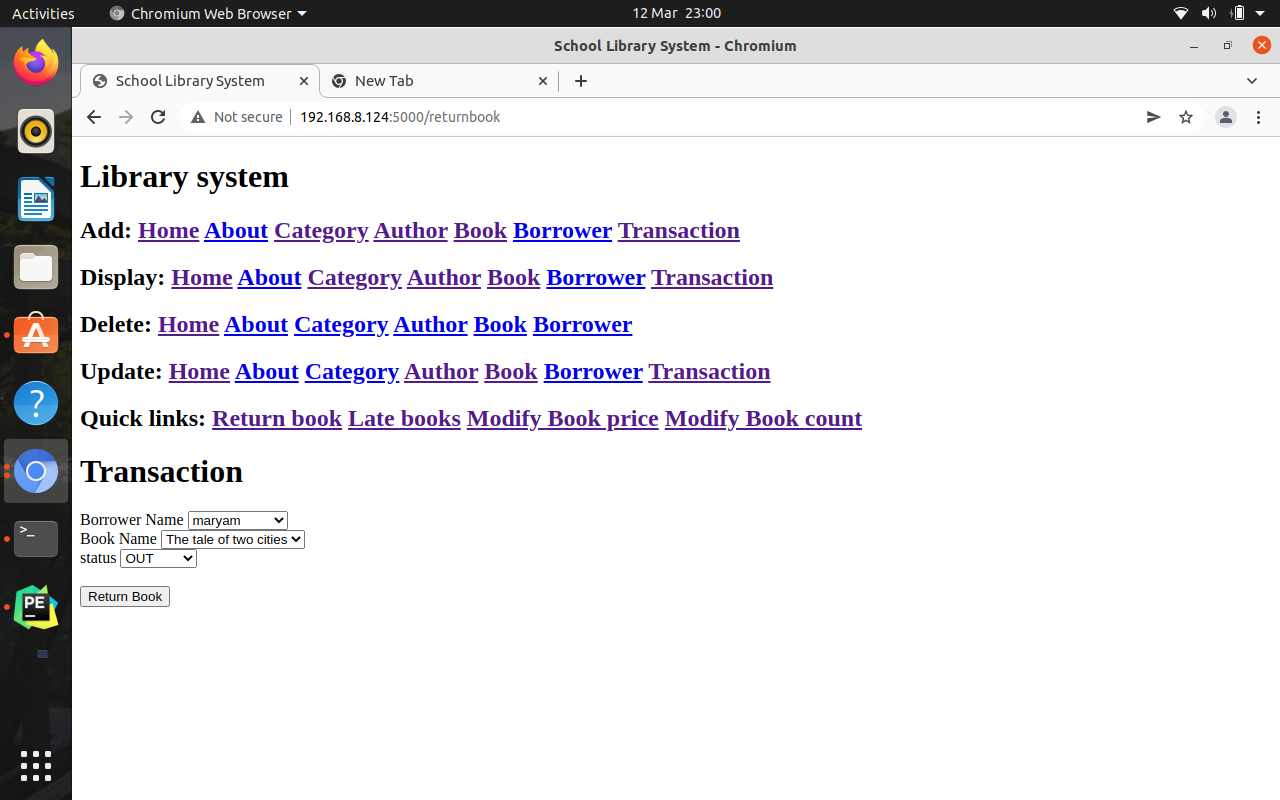 Activities Chromium Web Browser 12 Mar 23:00
School Library System - Chromium
School Library System New Tab
Not secure 192.168.8.124:5000/returnbook
Library system
Add: Home About Category Author Book Borrower Transaction
Display: Home About Category Author Book Borrower Transaction
Delete: Home About Category Author Book Borrower
Update: Home About Category Author Book Borrower Transaction
Quick links: Return book Late books Modify Book price Modify Book count
Transaction
Borrower Name maryam
Book Name The tale of two cities
status OUT
Return Book
A
?
>_
PE